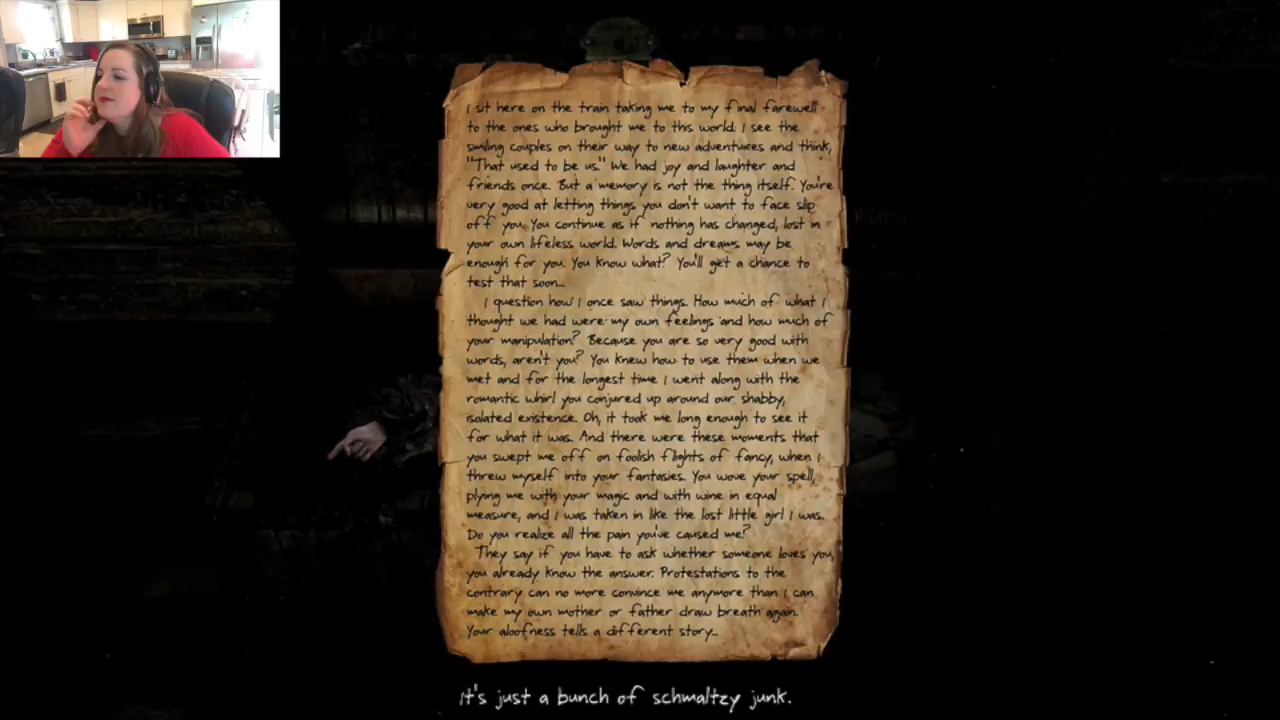 I sit here on the train taking me to my final farewell
to the ones who brought me to this world. I see the
smiling couples on their way to new adventures and think,
"That used to be us." We had joy and laughter and
friends once. But a memory is not the thing itself. You're
very good at letting things you don't want to face slip
off you. You continue as if nothing has changed, lost in
your own lifeless world. Words and dreams may be
enough for you. You know what? You'll get a chance to
test that soon...
I question how I once saw things. How much of what I
thought we had were my own feelings and how much of
your manipulation? Because you are so very good with
words, aren't you? You knew how to use them when we
met and for the longest time I went along with the
romantic whirl you conjured up around our shabby,
isolated existence. Oh, it took me long enough to see it
for what it was. And there were these moments that
you swept me off on foolish flights of fancy, when I
threw myself into your fantasies. You wove your spell,
plying me with your magic and with wine in equal
measure, and I was taken in like the lost little girl I was.
Do you realize all the pain you've caused me?
They say if you have to ask whether someone loves you,
you already know the answer. Protestations to the
contrary can no more convince me anymore than I can
make my own mother or father draw breath again.
Your aloofness tells a different story...
It's just a bunch of schmaltzy junk.